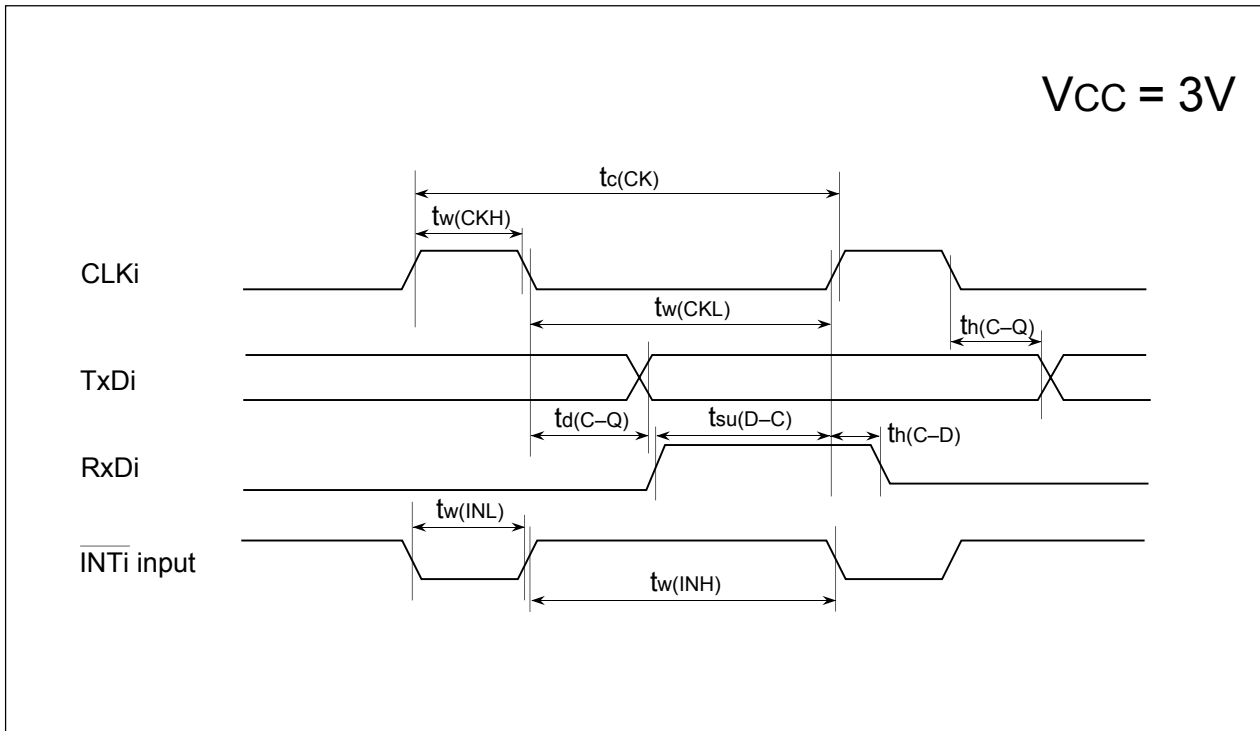 VCC = 3V
tc(CK)
tw(CKH)
CLKi
tw(CKL)
th(C–Q)
TxDi
td(C–Q)
tsu(D–C)
th(C–D)
RxDi
tw(INL)
INTi input
tw(INH)